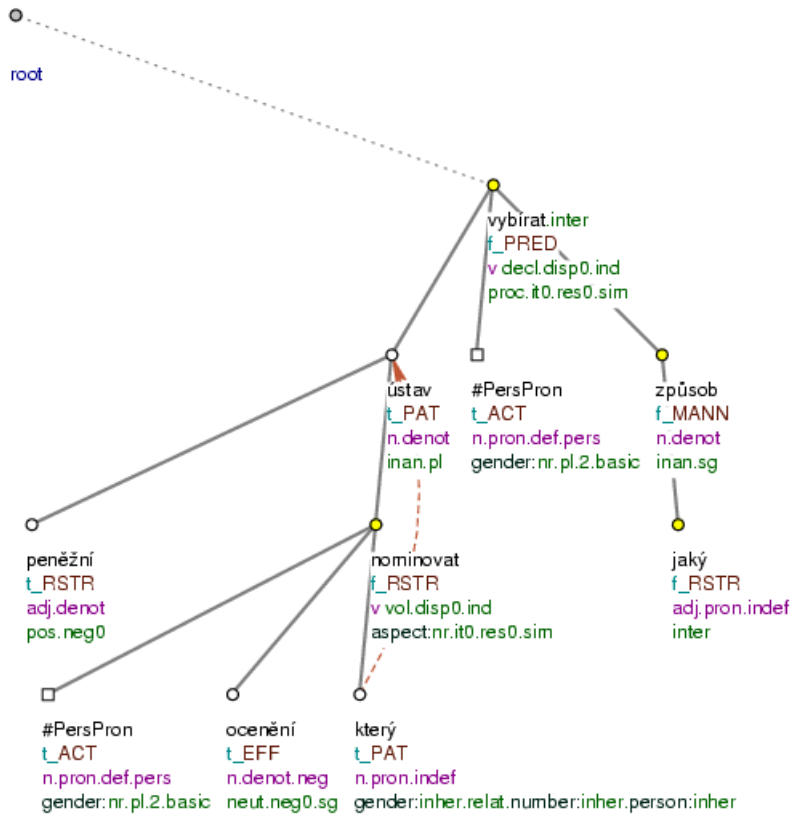 root
vybírat.inter
f_PRED
v decl.disp0.ind
proc.it0.res0.sim
ústav
t_PAT
n.denot
inan.pl
#PersPron
t_ACT
n.pron.def.pers
gender:nr.pl.2.basic
způsob
f_MANN
n.denot
inan.sg
peněžní
t_RSTR
adj.denot
pos.neg0
nominovat
f_RSTR
v vol.disp0.ind
aspect:nr.it0.res0.sim
jaký
f_RSTR
adj.pron.indef
inter
#PersPron
t_ACT
n.pron.def.pers
gender:nr.pl.2.basic
ocenění
t_EFF
n.denot.neg
neut.neg0.sg
který
t_PAT
n.pron.indef
gender:inher.relat.number:inher.person:inher